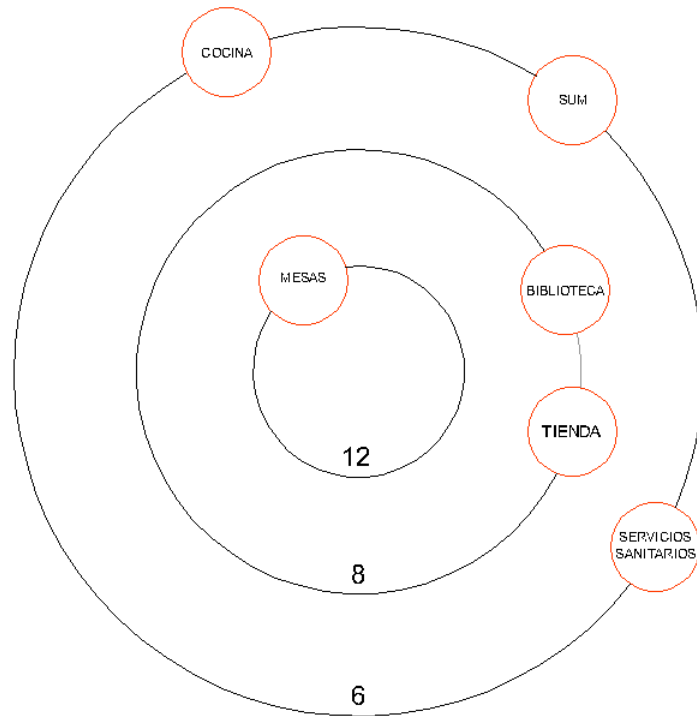 COCINA
SUM
MESAS
BIBLIOTECA
TIENDA
12
SERVICIOS
SANITARIOS
8
6